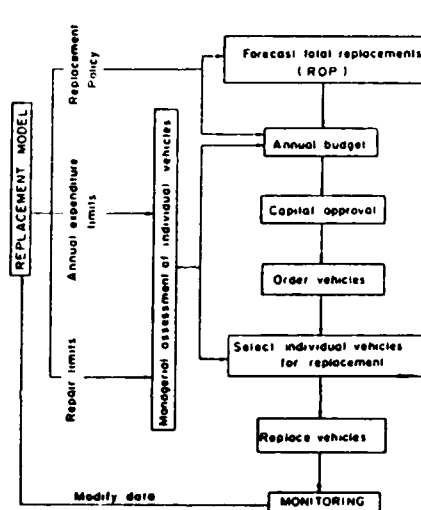 Forecast total replacements
(ROP)
Replacement
Policy
Annual budget
REPLACEMENT MODEL
Annual expenditure
limits
Managerial assessment of individual vehicles
Capital approval
Order vehicles
Select individual vehicles
for replacement
Repair limits
Replace vehicles
Modify data
MONITORING